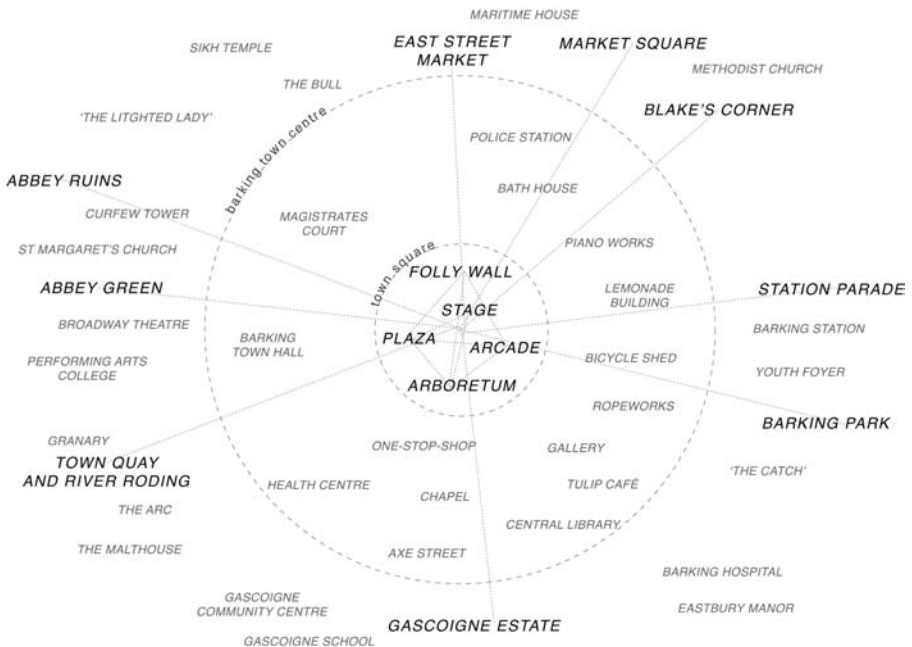 MARITIME HOUSE
EAST STREET
MARKET
MARKET SQUARE
SIKH TEMPLE
METHODIST CHURCH
THE BULL
BLAKE'S CORNER
'THE LITGHTED LADY'
barking town centre
POLICE STATION
ABBEY RUINS
BATH HOUSE
CURFEW TOWER
MAGISTRATES
COURT
ST MARGARET'S CHURCH
PIANO WORKS
town square
FOLLY WALL
ABBEY GREEN
LEMONADE
BUILDING
STATION PARADE
STAGE
BROADWAY THEATRE
BARKING
TOWN HALL
PLAZA
ARCADE
BARKING STATION
PERFORMING ARTS
COLLEGE
BICYCLE SHED
YOUTH FOYER
ARBORETUM
ROPEWORKS
BARKING PARK
GRANARY
ONE-STOP-SHOP
GALLERY
TOWN QUAY
AND RIVER RODING
'THE CATCH'
HEALTH CENTRE
CHAPEL
TULIP CAFÉ
THE ARC
CENTRAL LIBRARY
THE MALTHOUSE
AXE STREET
BARKING HOSPITAL
GASCOIGNE
COMMUNITY CENTRE
EASTBURY MANOR
GASCOIGNE ESTATE
GASCOIGNE SCHOOL